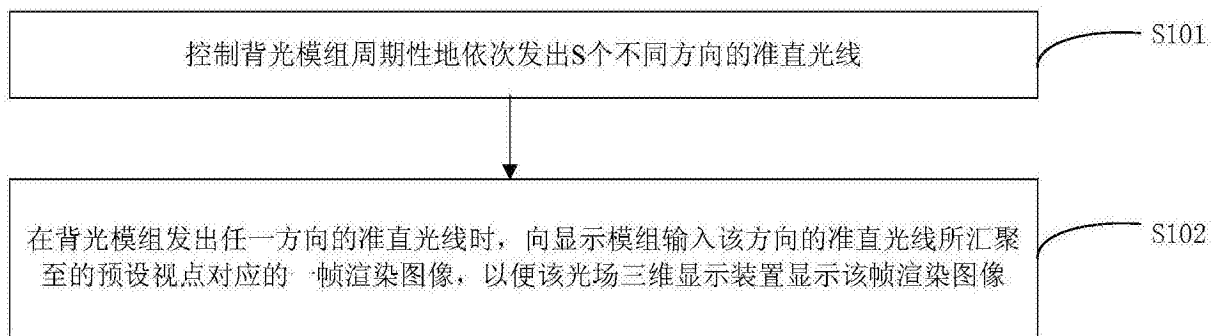 控制背光模组周期性地依次发出S个不同方向的准直光线
S101
在背光模组发出任一方向的准直光线时，向显示模组输入该方向的准直光线所汇聚
至的预设视点对应的一帧渲染图像，以便该光场三维显示装置显示该帧渲染图像
S102